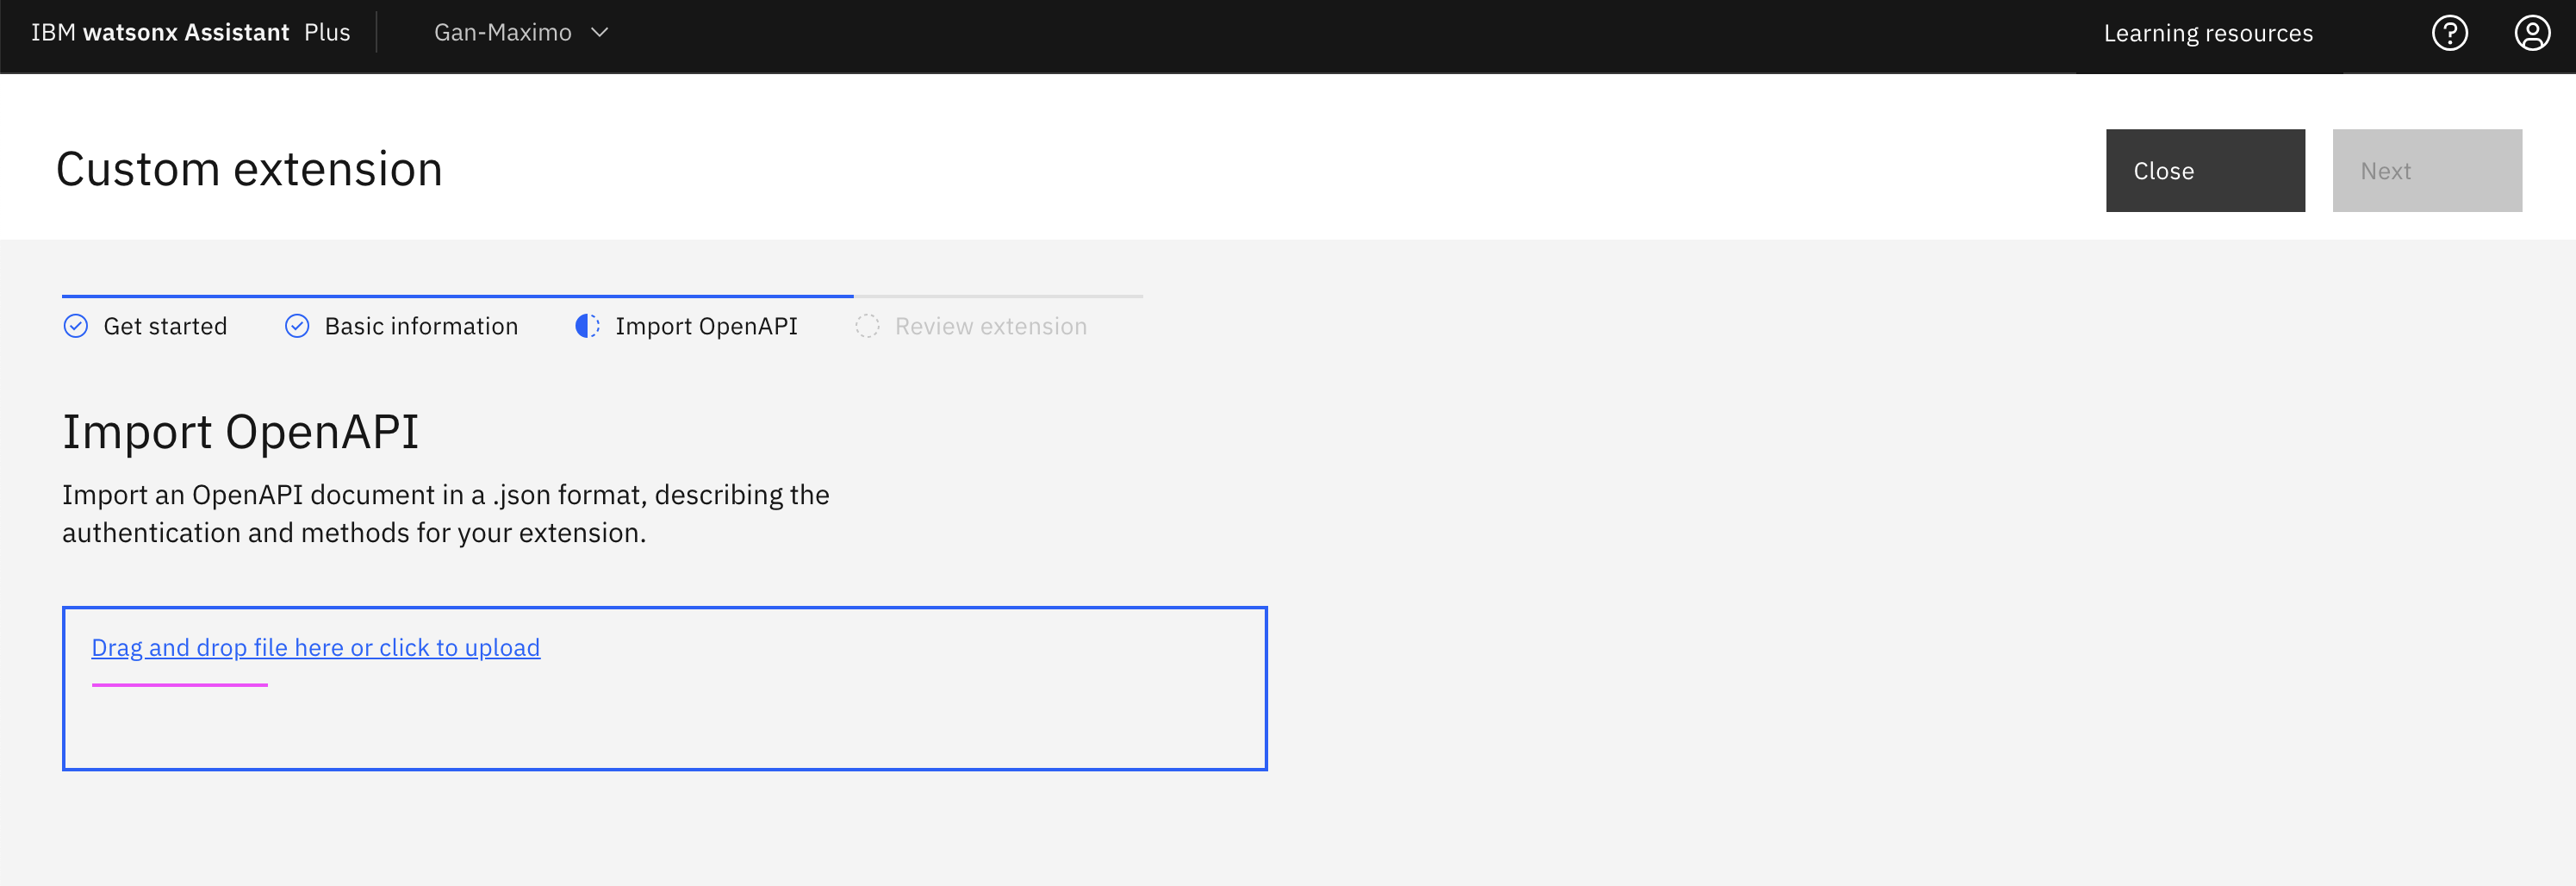 IBM watsonx Assistant Plus
Gan-Maximo
Learning resources
Custom extension
Close
Next
Get started
Basic information
Import OpenAPI
Review extension
Import OpenAPI
Import an OpenAPI document in a .json format, describing the
authentication and methods for your extension.
Drag and drop file here or click to upload